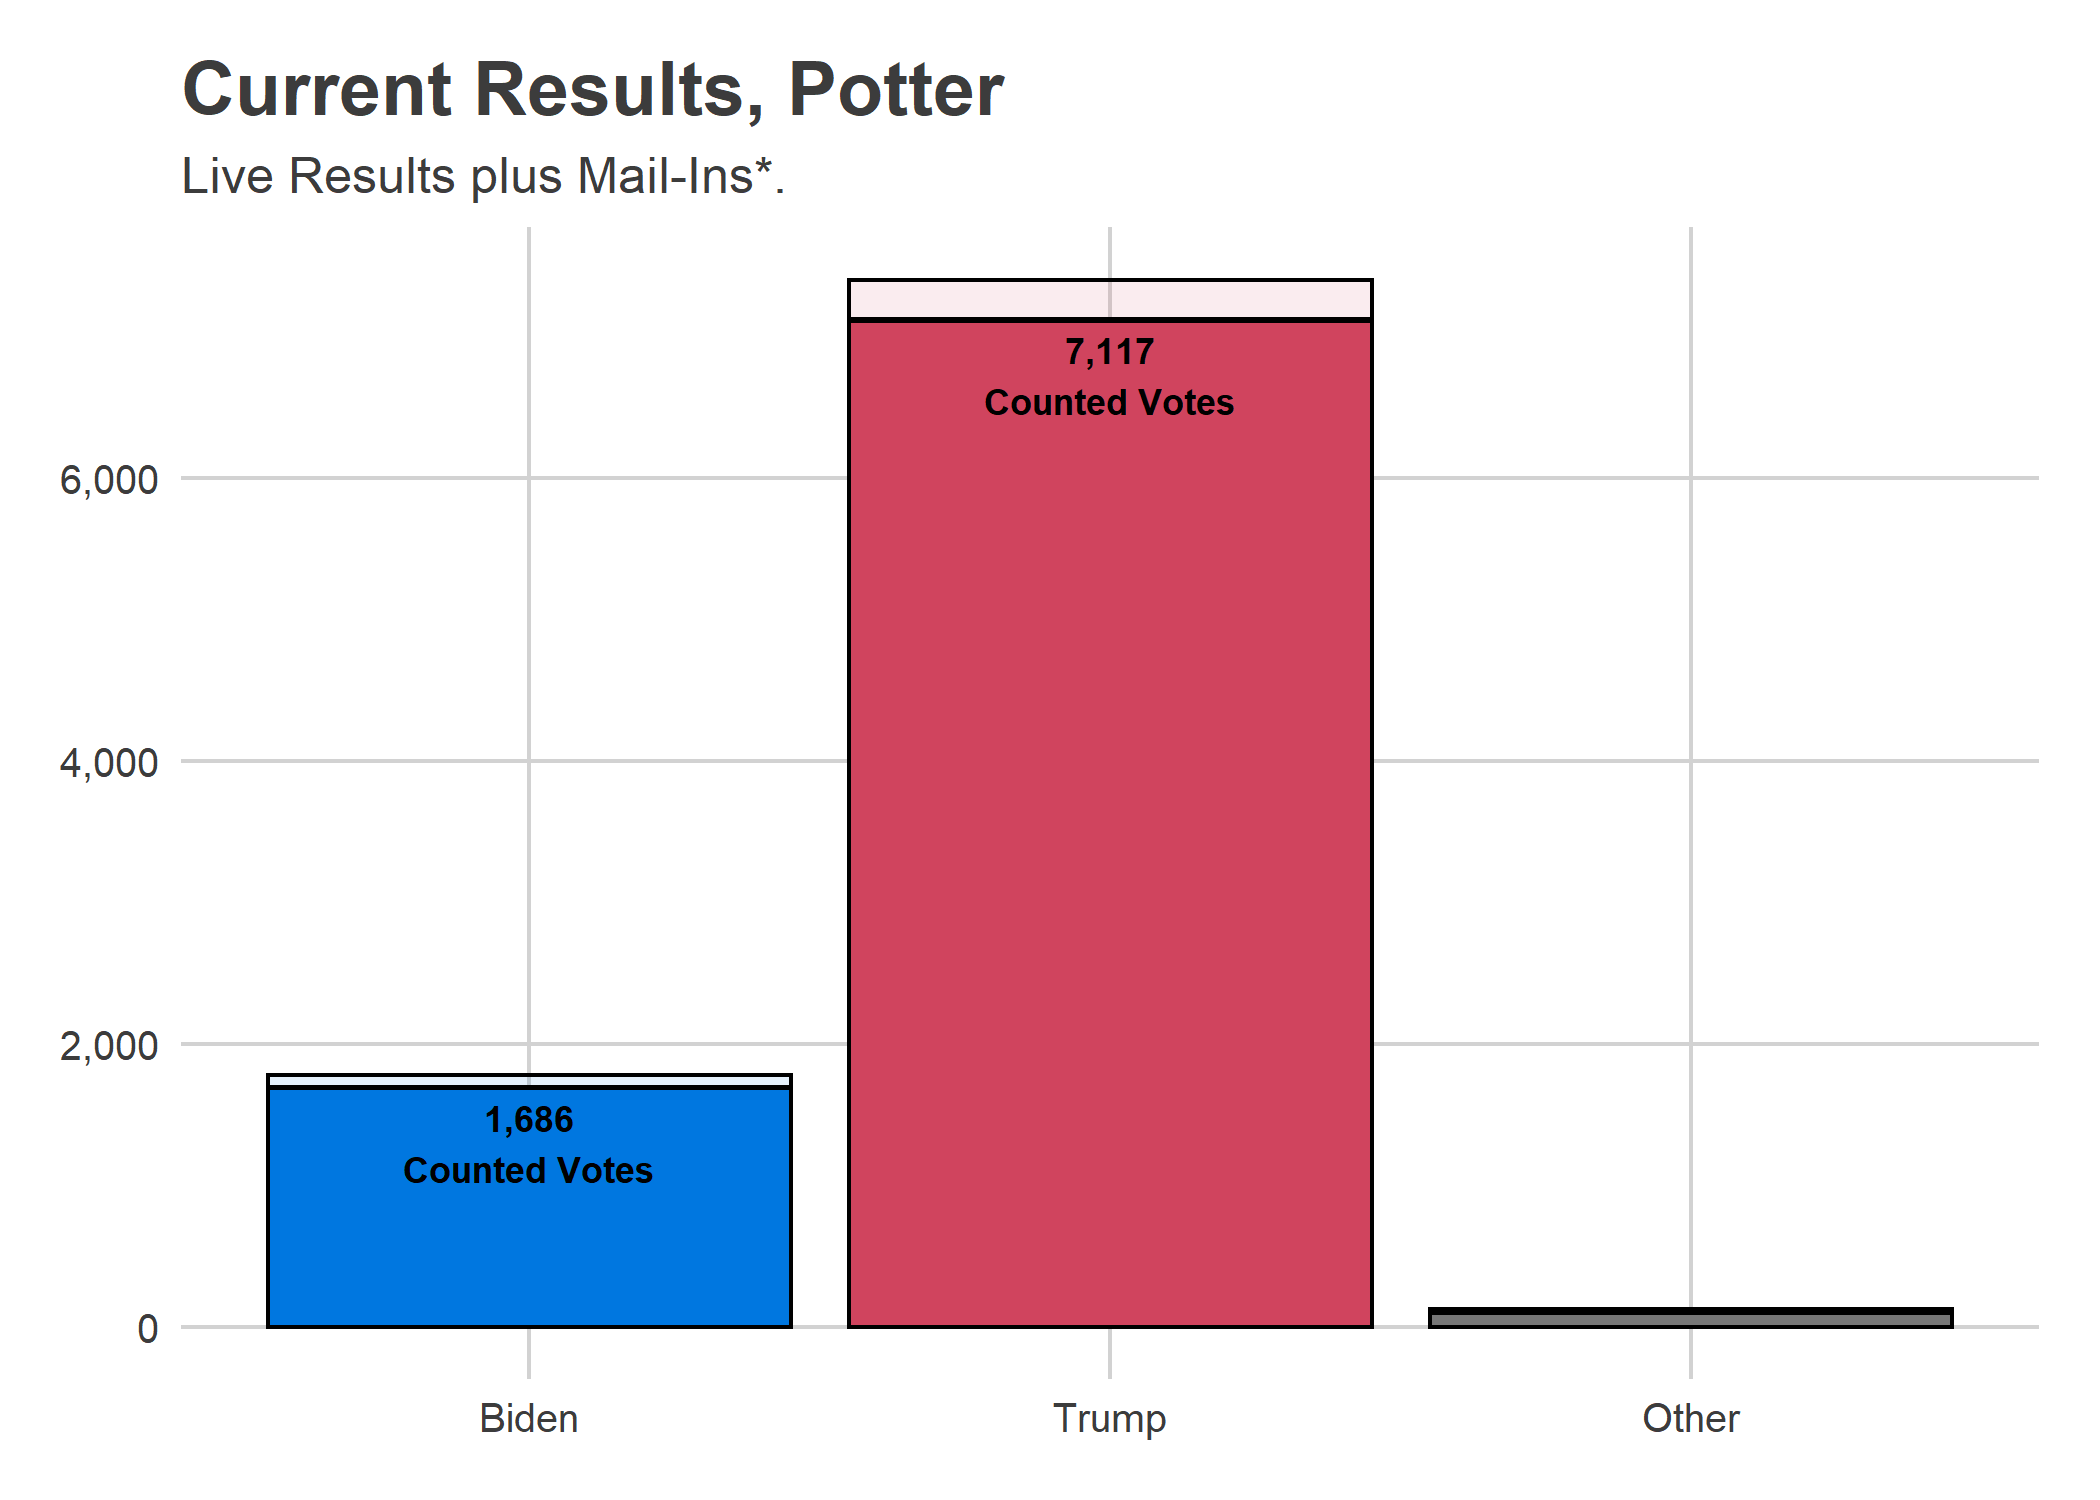 Current Results, Potter
Live Results plus Mail-Ins*.
7,117
Counted Votes
6,000
4,000
2,000
1,686
Counted Votes
0
Biden
Trump
Other